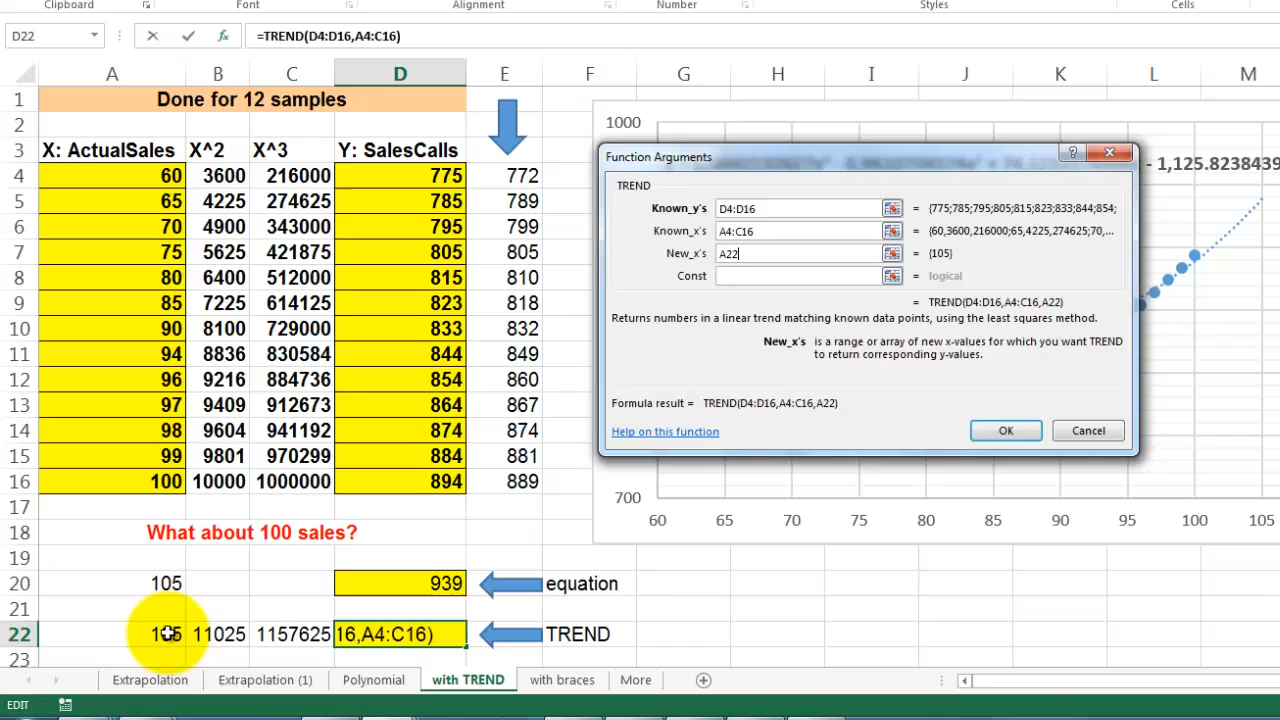 Clipboard Font Alignment Number Styles Cells
D22 =TREND(D4:D16,A4:C16)
A B C D E F G H I J K L M
1 Done for 12 samples
2
3 X: ActualSales X^2 X^3 Y: SalesCalls
4 60 3600 216000 775 772
5 65 4225 274625 785 789
6 70 4900 343000 795 799
7 75 5625 421875 805 805
8 80 6400 512000 815 810
9 85 7225 614125 823 818
10 90 8100 729000 833 832
11 94 8836 830584 844 849
12 96 9216 884736 854 860
13 97 9409 912673 864 867
14 98 9604 941192 874 874
15 99 9801 970299 884 881
16 100 10000 1000000 894 889
17
18 What about 100 sales?
19
20 105 939 equation
21
22 105 11025 1157625 16,A4:C16) TREND
23
1000
- 1,125.8238439
700
60 65 70 75 80 85 90 95 100 105
Function Arguments
TREND
Known_y's D4:D16 = {775;785;795;805;815;823;833;844;854;
Known_x's A4:C16 = {60,3600,216000;65,4225,274625;70,...
New_x's A22 = {105}
Const = logical
= TREND(D4:D16,A4:C16,A22)
Returns numbers in a linear trend matching known data points, using the least squares method.
New_x's is a range or array of new x-values for which you want TREND
to return corresponding y-values.
Formula result = TREND(D4:D16,A4:C16,A22)
Help on this function OK Cancel
Extrapolation Extrapolation (1) Polynomial with TREND with braces More
EDIT